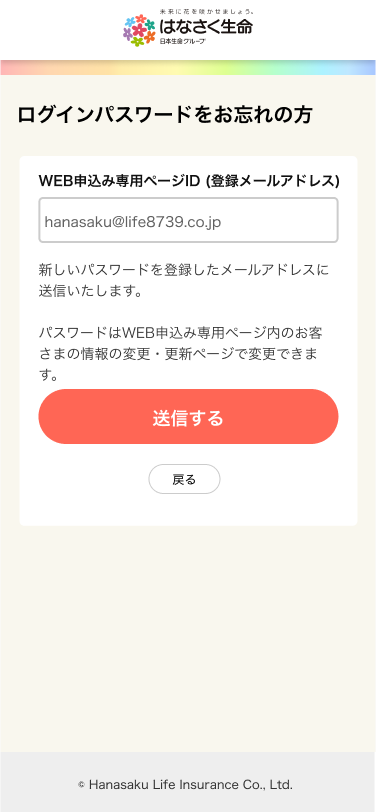 未来に花を咲かせましょう。
はなさく生命
日本生命グループ
ログインパスワードをお忘れの方
WEB申込み専用ページID (登録メールアドレス)
hanasaku@life8739.co.jp
新しいパスワードを登録したメールアドレスに
送信いたします。
パスワードはWEB申込み専用ページ内のお客
さまの情報の変更・更新ページで変更できま
す。
送信する
戻る
© Hanasaku Life Insurance Co., Ltd.